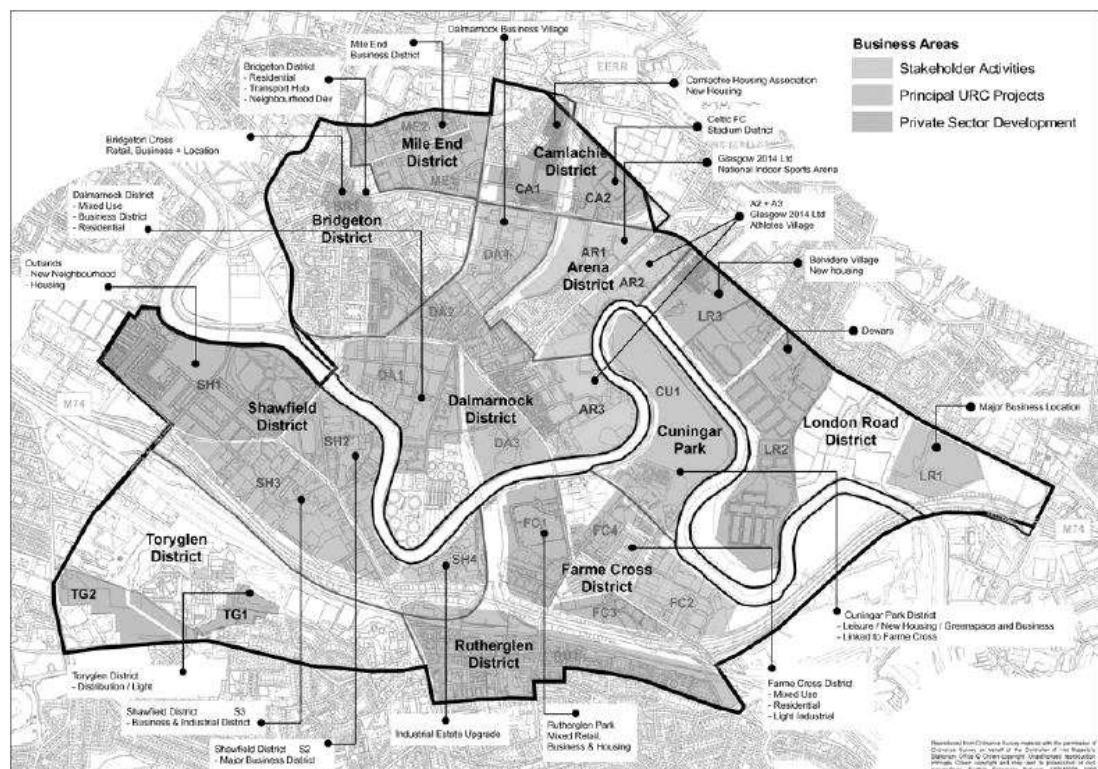 Dalmarnock Business Village
Mile End
Business District
Bridgeton District
- Residential
- Transport Hub
- Neighbourhood Dev
Business Areas
Stakeholder Activities
Principal URC Projects
Private Sector Development
EERR
Camlachie Housing Association
New Housing
Celtic FC
Stadium District
Glasgow 2014 Ltd
National Indoor Sports Arena
Bridgeton Cross
Retail, Business + Location
Dalmarnock District
- Mixed Use
- Business District
- Residential
A2 + A3
Glasgow 2014 Ltd
Athletes Village
Belvidere Village
New housing
Oatlands
- New Neighbourhood
- Housing
Dewars
Major Business Location
ME2
Mile End
District
Camlachie
District
CA1
CA2
BR1
Bridgeton
District
DA4
AR1
Arena
District
AR2
LR3
DA2
SH1
DA1
Shawfield
District
Dalmarnock
District
AR3
CU1
Cuningar
Park
London Road
District
SH2
DA3
LR2
LR1
M74
M74
SH3
Toryglen
District
FC1
FC4
SH4
Farme Cross
District
TG2
TG1
FC3
FC2
Rutherglen
District
Cuningar Park District
- Leisure / New Housing / Greenspace and Business
- Linked to Farme Cross
Toryglen District
- Distribution / Light
Farme Cross District
- Mixed Use
- Residential
- Light Industrial
Shawfield District S3
- Business & Industrial District
Shawfield District S2
- Major Business District
Industrial Estate Upgrade
Rutherglen Park
Mixed Retail,
Business & Housing